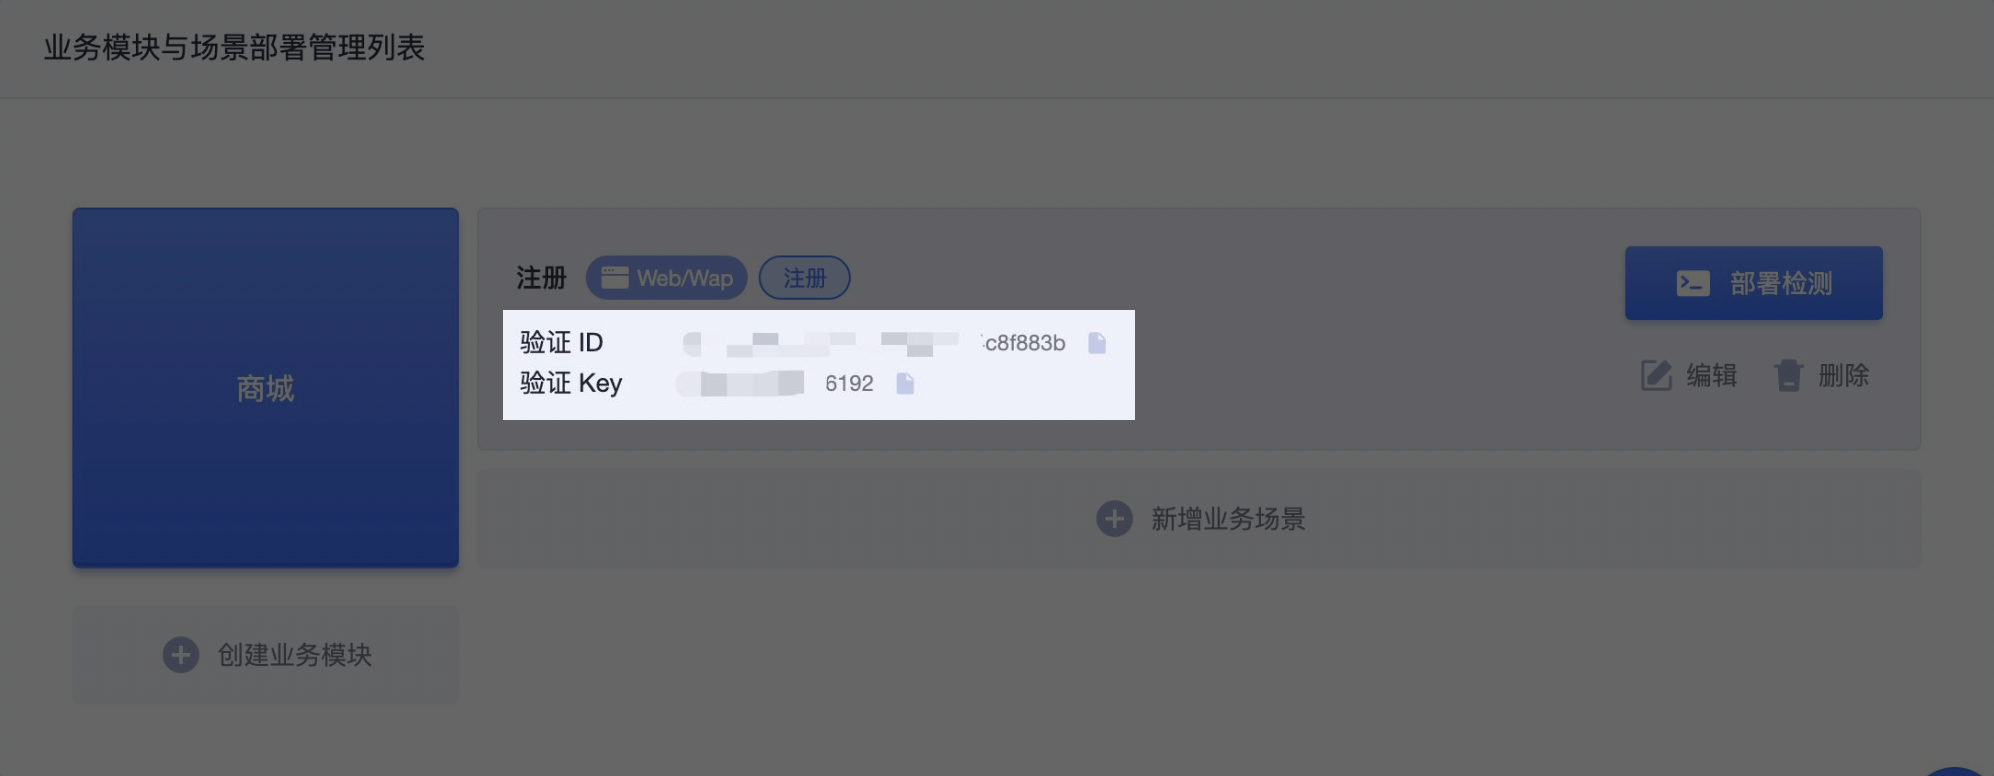 业务模块与场景部署管理列表
商城
注册 Web/Wap 注册
部署检测
验证 ID c8f883b
验证 Key 6192
编辑 删除
新增业务场景
创建业务模块